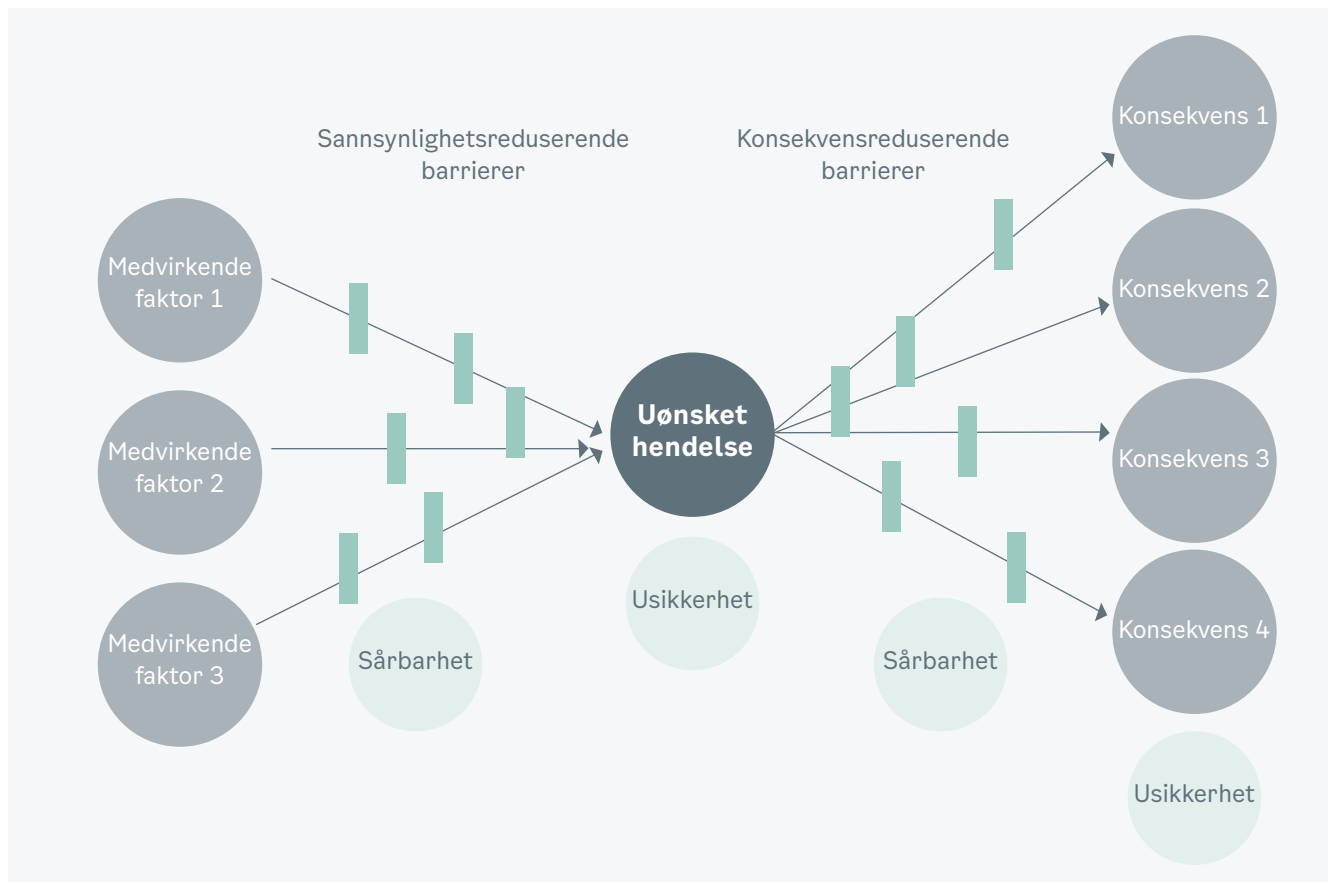 Sannsynlighetsreduserende
barrierer
Konsekvensreduserende
barrierer
Medvirkende
faktor 1
Medvirkende
faktor 2
Medvirkende
faktor 3
Sårbarhet
Uønsket
hendelse
Usikkerhet
Sårbarhet
Konsekvens 1
Konsekvens 2
Konsekvens 3
Konsekvens 4
Usikkerhet